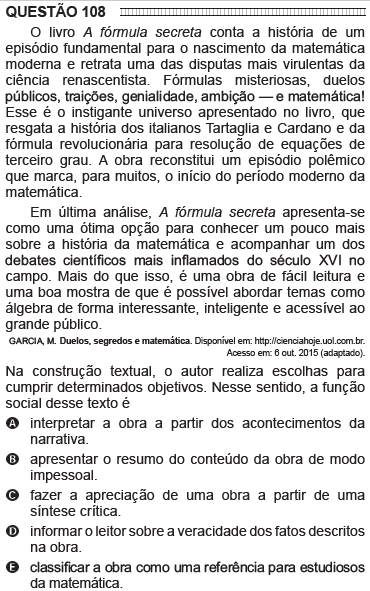 QUESTÃO 108
O livro A fórmula secreta conta a história de um
episódio fundamental para o nascimento da matemática
moderna e retrata uma das disputas mais virulentas da
ciência renascentista. Fórmulas misteriosas, duelos
públicos, traições, genialidade, ambição — e matemática!
Esse é o instigante universo apresentado no livro, que
resgata a história dos italianos Tartaglia e Cardano e da
fórmula revolucionária para resolução de equações de
terceiro grau. A obra reconstitui um episódio polêmico
que marca, para muitos, o início do período moderno da
matemática.
Em última análise, A fórmula secreta apresenta-se
como uma ótima opção para conhecer um pouco mais
sobre a história da matemática e acompanhar um dos
debates científicos mais inflamados do século XVI no
campo. Mais do que isso, é uma obra de fácil leitura e
uma boa mostra de que é possível abordar temas como
álgebra de forma interessante, inteligente e acessível ao
grande público.
GARCIA, M. Duelos, segredos e matemática. Disponível em: http://cienciahoje.uol.com.br.
Acesso em: 6 out. 2015 (adaptado).
Na construção textual, o autor realiza escolhas para
cumprir determinados objetivos. Nesse sentido, a função
social desse texto é
A interpretar a obra a partir dos acontecimentos da
narrativa.
B apresentar o resumo do conteúdo da obra de modo
impessoal.
C fazer a apreciação de uma obra a partir de uma
síntese crítica.
D informar o leitor sobre a veracidade dos fatos descritos
na obra.
E classificar a obra como uma referência para estudiosos
da matemática.